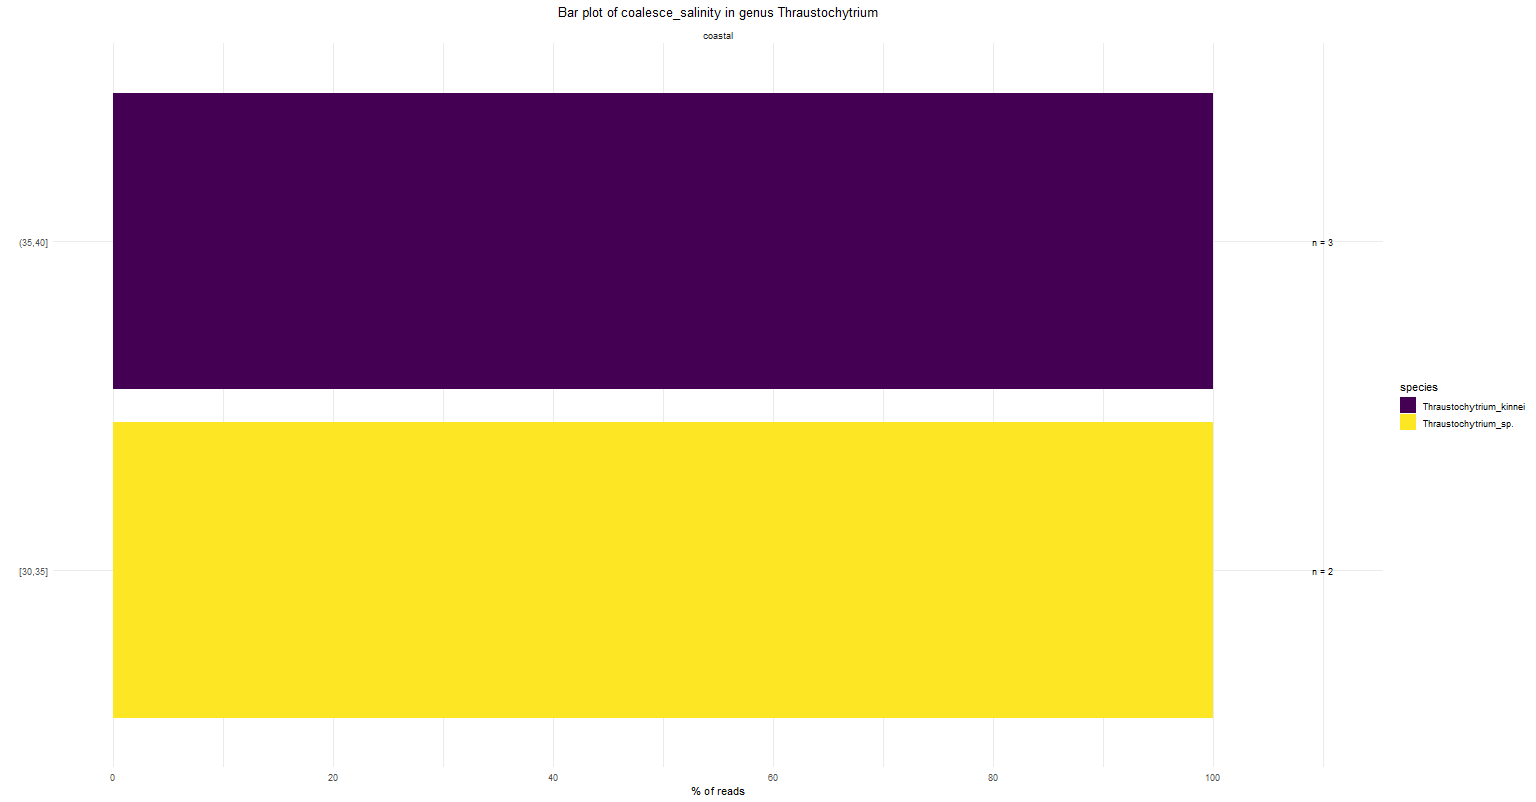 Bar plot of coalesce_salinity in genus Thraustochytrium
coastal
(35,40]
n = 3
[30,35]
n = 2
0 20 40 60 80 100
% of reads
species
Thraustochytrium_kinnei
Thraustochytrium_sp.